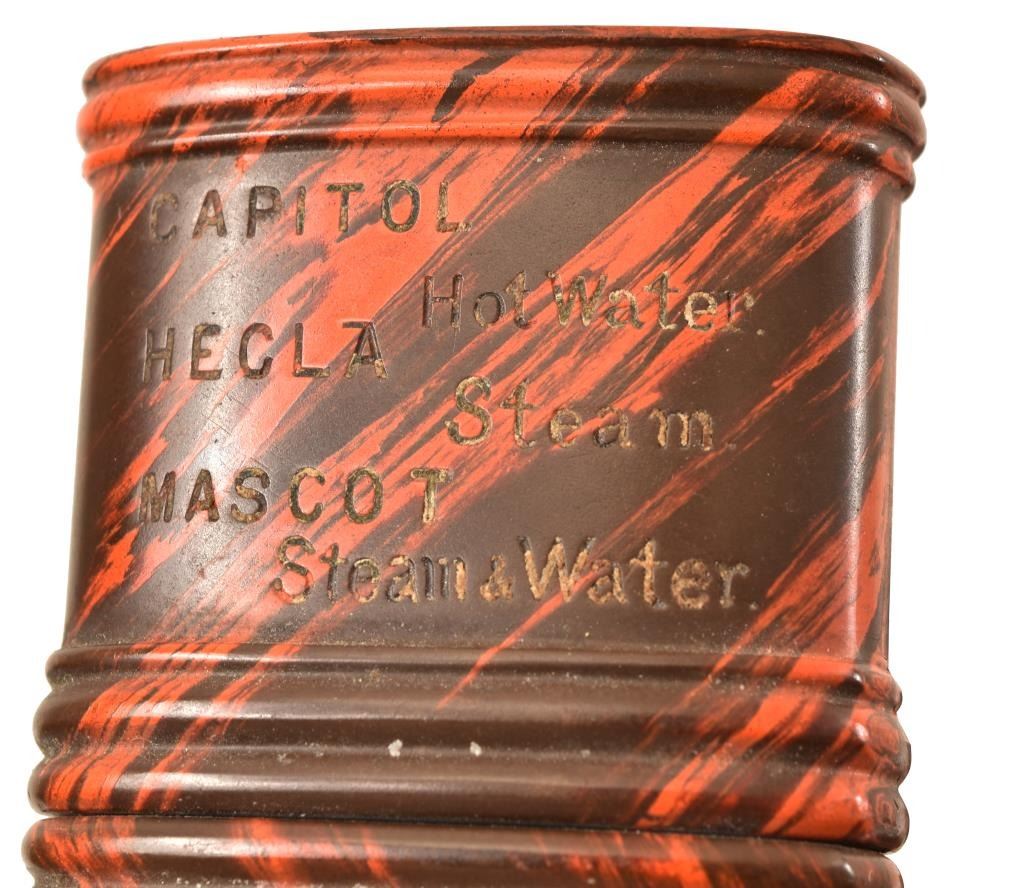 CAPITOL
Hot Water.
HECLA
Steam.
MASCOT
Steam & Water.